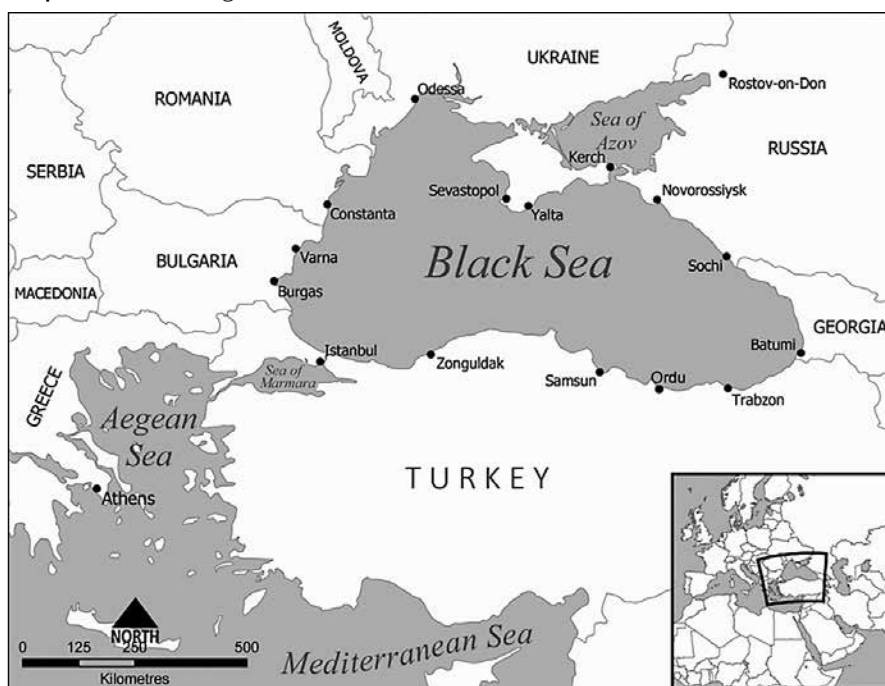 UKRAINE
MOLDOVA
ROMANIA
Odessa
Rostov-on-Don
Sea of
Azov
RUSSIA
SERBIA
Kerch
Sevastopol
Yalta
Novorossiysk
Constanta
BULGARIA
Varna
Black Sea
Sochi
MACEDONIA
Burgas
GEORGIA
Batumi
Istanbul
Zonguldak
Sea of
Marmara
Samsun
Ordu
Trabzon
GREECE
Aegean
Sea
TURKEY
Athens
NORTH
0 125 250 500
Kilometres
Mediterranean Sea